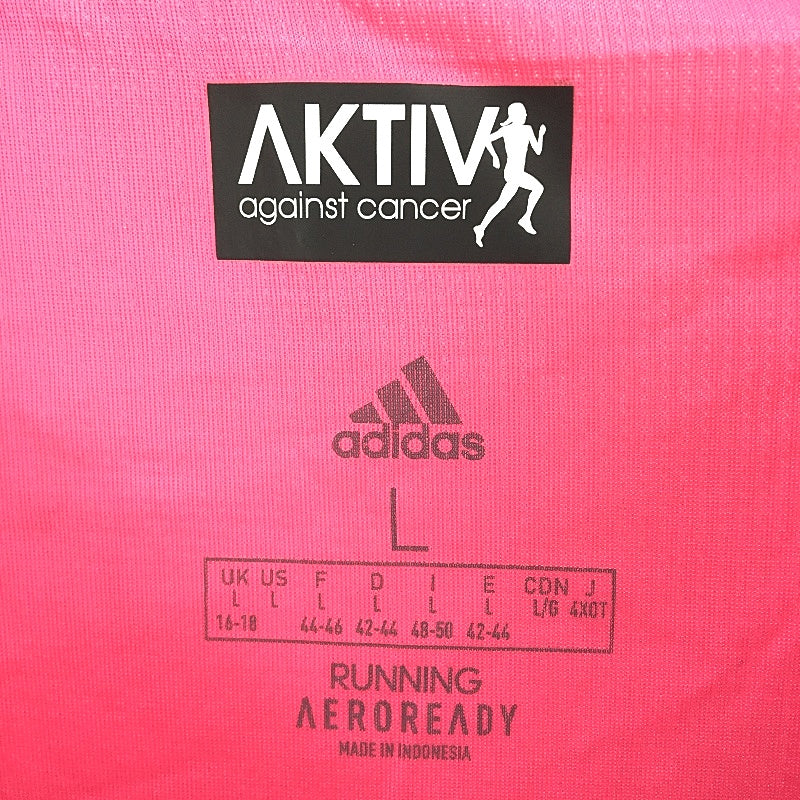 AKTIV
against cancer
adidas
L
UK US F D I E CDN J
L L L L L L L/G 4XOT
16-18 44-46 42-44 48-50 42-44
RUNNING
AEROREADY
MADE IN INDONESIA